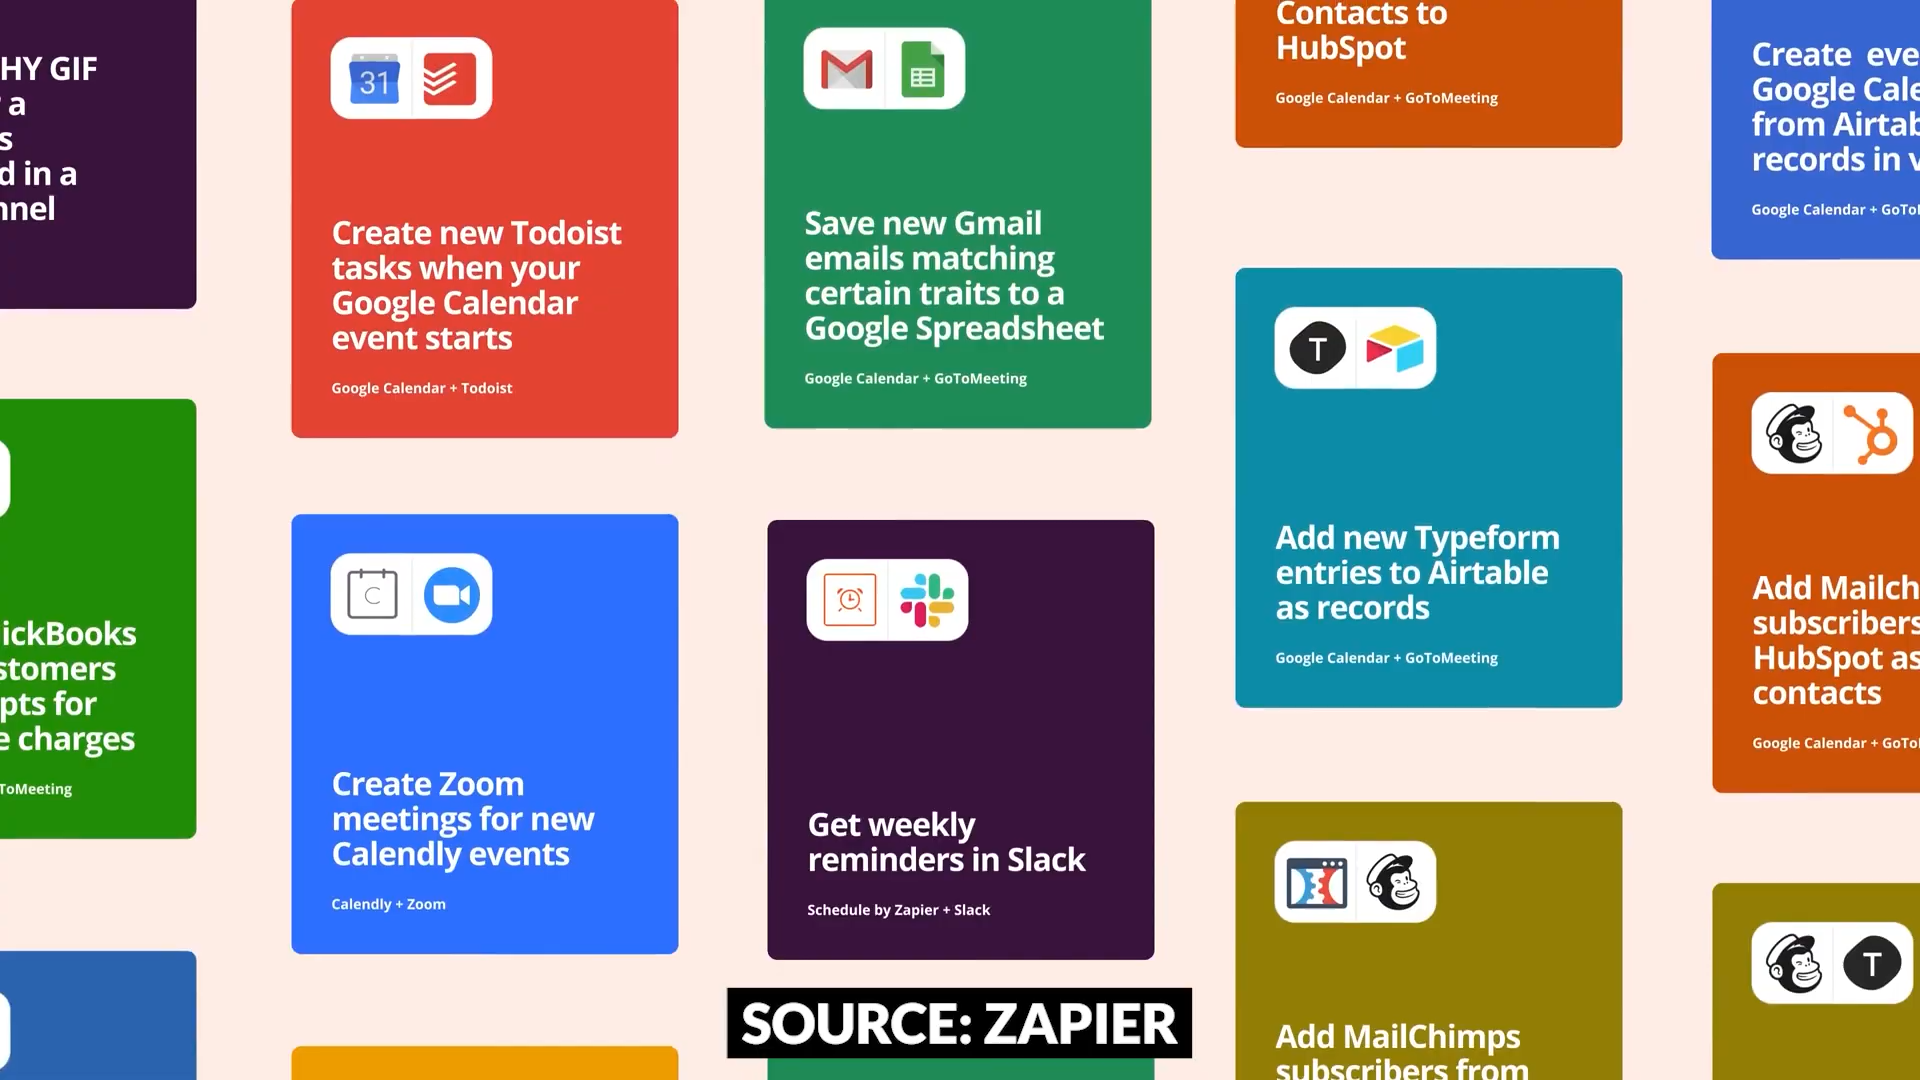 HY GIF
a
s
d in a
nnel
ickBooks
stomers
pts for
e charges
ToMeeting
31
Create new Todoist
tasks when your
Google Calendar
event starts
Google Calendar + Todoist
C
Create Zoom
meetings for new
Calendly events
Calendly + Zoom
Save new Gmail
emails matching
certain traits to a
Google Spreadsheet
Google Calendar + GoToMeeting
Get weekly
reminders in Slack
Schedule by Zapier + Slack
SOURCE: ZAPIER
Contacts to
HubSpot
Google Calendar + GoToMeeting
T
Add new Typeform
entries to Airtable
as records
Google Calendar + GoToMeeting
Add MailChimps
subscribers from
Create eve
Google Cale
from Airtab
records in v
Google Calendar + GoTo
Add Mailch
subscribers
HubSpot as
contacts
Google Calendar + GoTo
T